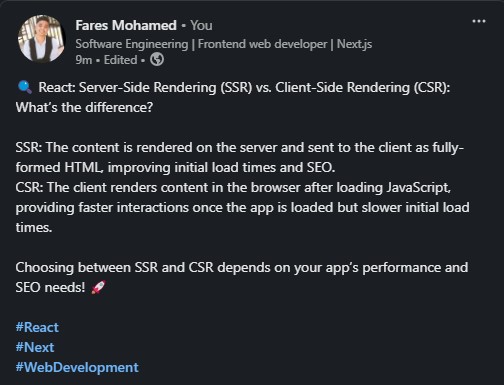 Fares Mohamed • You
Software Engineering | Frontend web developer | Next.js
9m • Edited •
🔍 React: Server-Side Rendering (SSR) vs. Client-Side Rendering (CSR):
What's the difference?
SSR: The content is rendered on the server and sent to the client as fully-
formed HTML, improving initial load times and SEO.
CSR: The client renders content in the browser after loading JavaScript,
providing faster interactions once the app is loaded but slower initial load
times.
Choosing between SSR and CSR depends on your app's performance and
SEO needs! 🚀
#React
#Next
#WebDevelopment